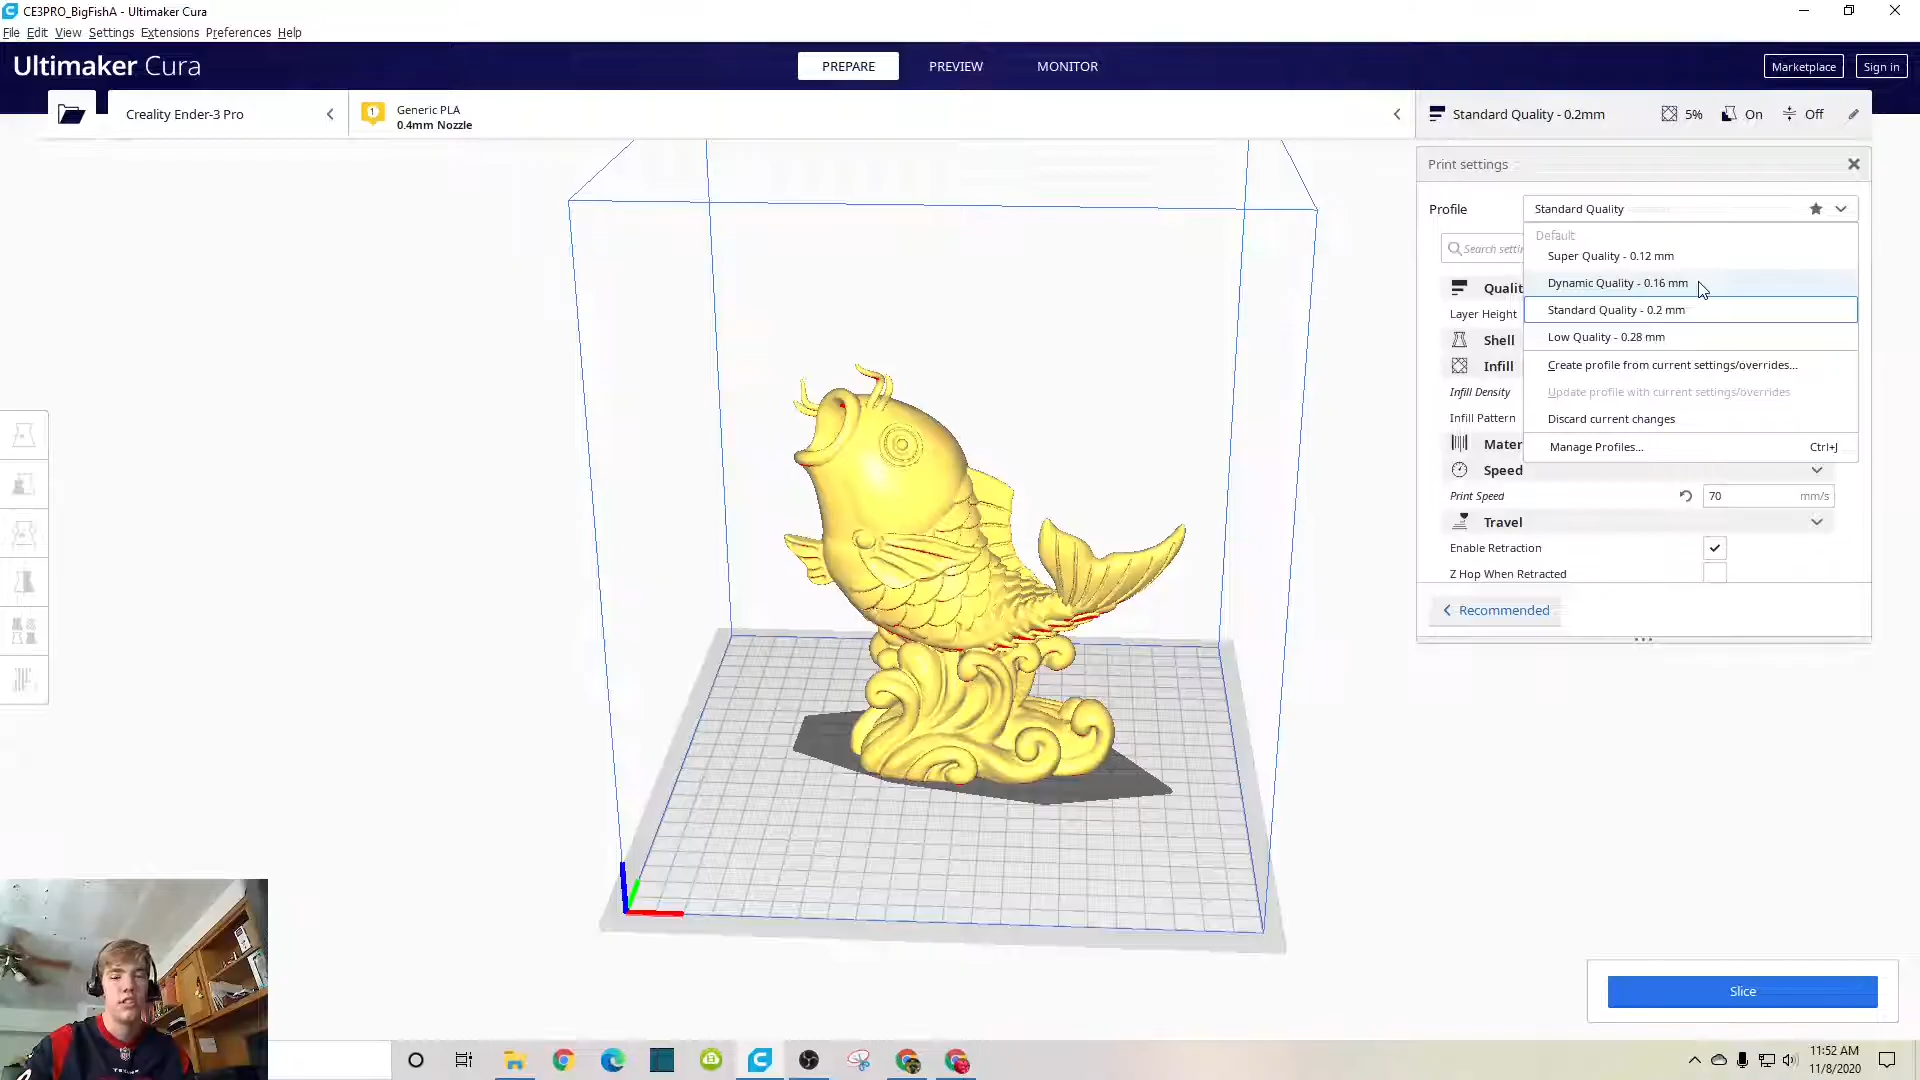 CE3PRO_BigFishA - Ultimaker Cura
File Edit View Settings Extensions Preferences Help
Ultimaker Cura
PREPARE PREVIEW MONITOR
Marketplace Sign in
Creality Ender-3 Pro
1 Generic PLA
0.4mm Nozzle
Standard Quality - 0.2mm 5% On Off
Print settings
Profile Standard Quality
Default
Super Quality - 0.12 mm
Dynamic Quality - 0.16 mm
Standard Quality - 0.2 mm
Low Quality - 0.28 mm
Create profile from current settings/overrides...
Update profile with current settings/overrides
Discard current changes
Manage Profiles... Ctrl+J
Search
Layer Height
Shell
Infill
Infill Density
Infill Pattern
Speed
Print Speed 70 mm/s
Travel
Enable Retraction
Z Hop When Retracted
Recommended
Slice
11:52 AM
11/8/2020